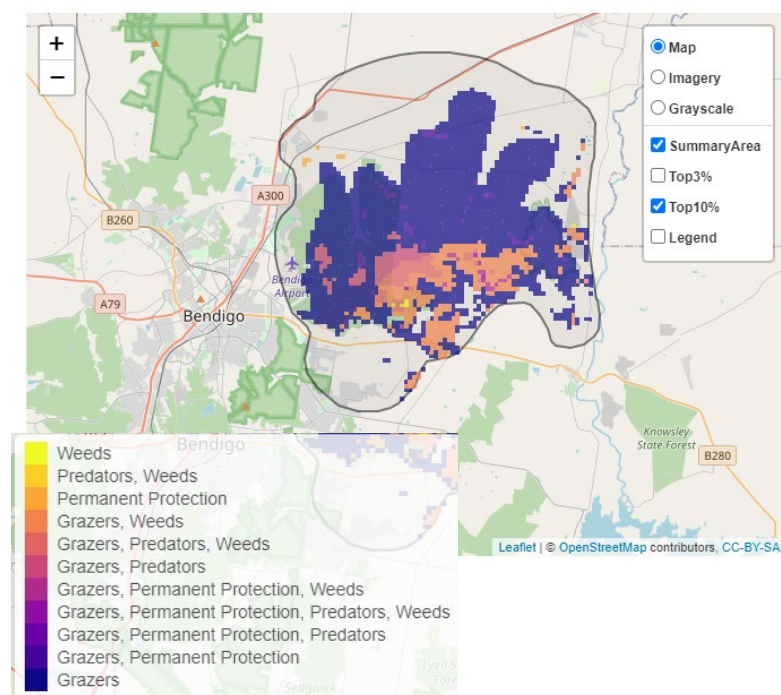 +
−
Map
Imagery
Grayscale
SummaryArea
Top3%
Top10%
Legend
A300
B260
Bendigo
Airport
A79
Bendigo
Knowsley
State Forest
B280
Leaflet | © OpenStreetMap contributors, CC-BY-SA
Bendigo
Weeds
Predators, Weeds
Permanent Protection
Grazers, Weeds
Grazers, Predators, Weeds
Grazers, Predators
Grazers, Permanent Protection, Weeds
Grazers, Permanent Protection, Predators, Weeds
Grazers, Permanent Protection, Predators
Grazers, Permanent Protection
Grazers
Sedgwick